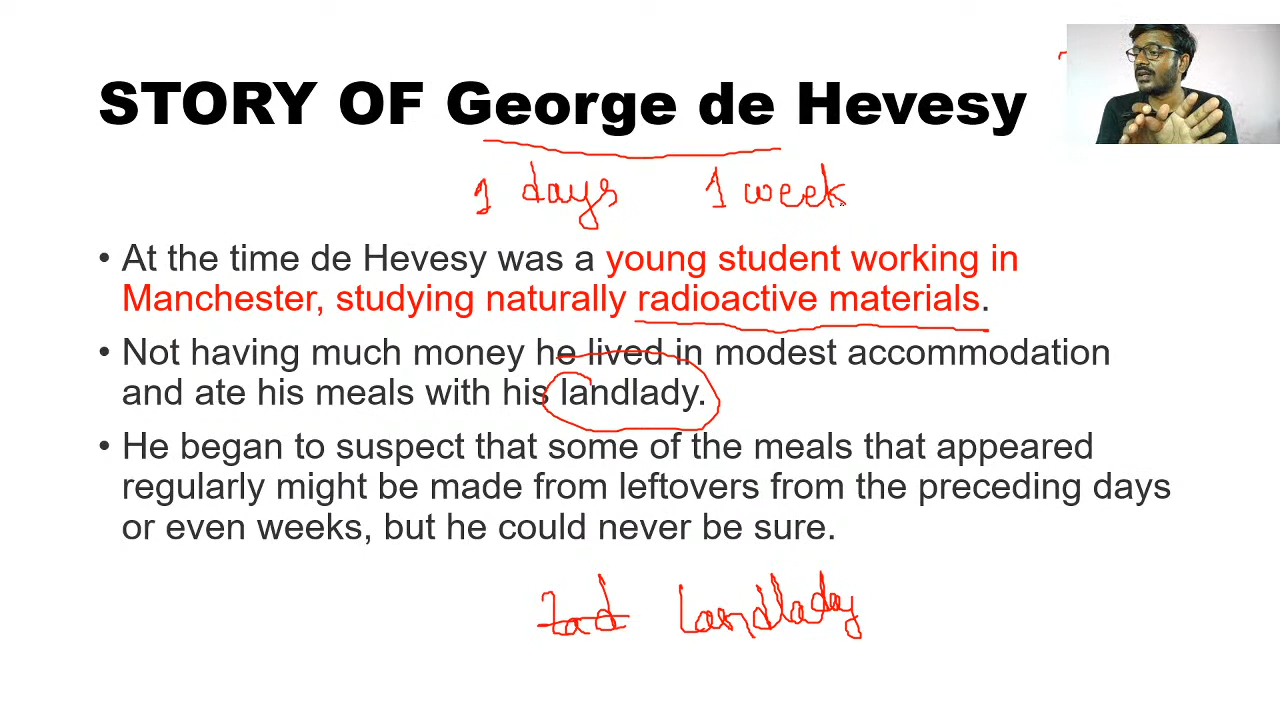 STORY OF George de Hevesy
1 days 1 week
• At the time de Hevesy was a young student working in
Manchester, studying naturally radioactive materials.
• Not having much money he lived in modest accommodation
and ate his meals with his landlady.
• He began to suspect that some of the meals that appeared
regularly might be made from leftovers from the preceding days
or even weeks, but he could never be sure.
Landlady